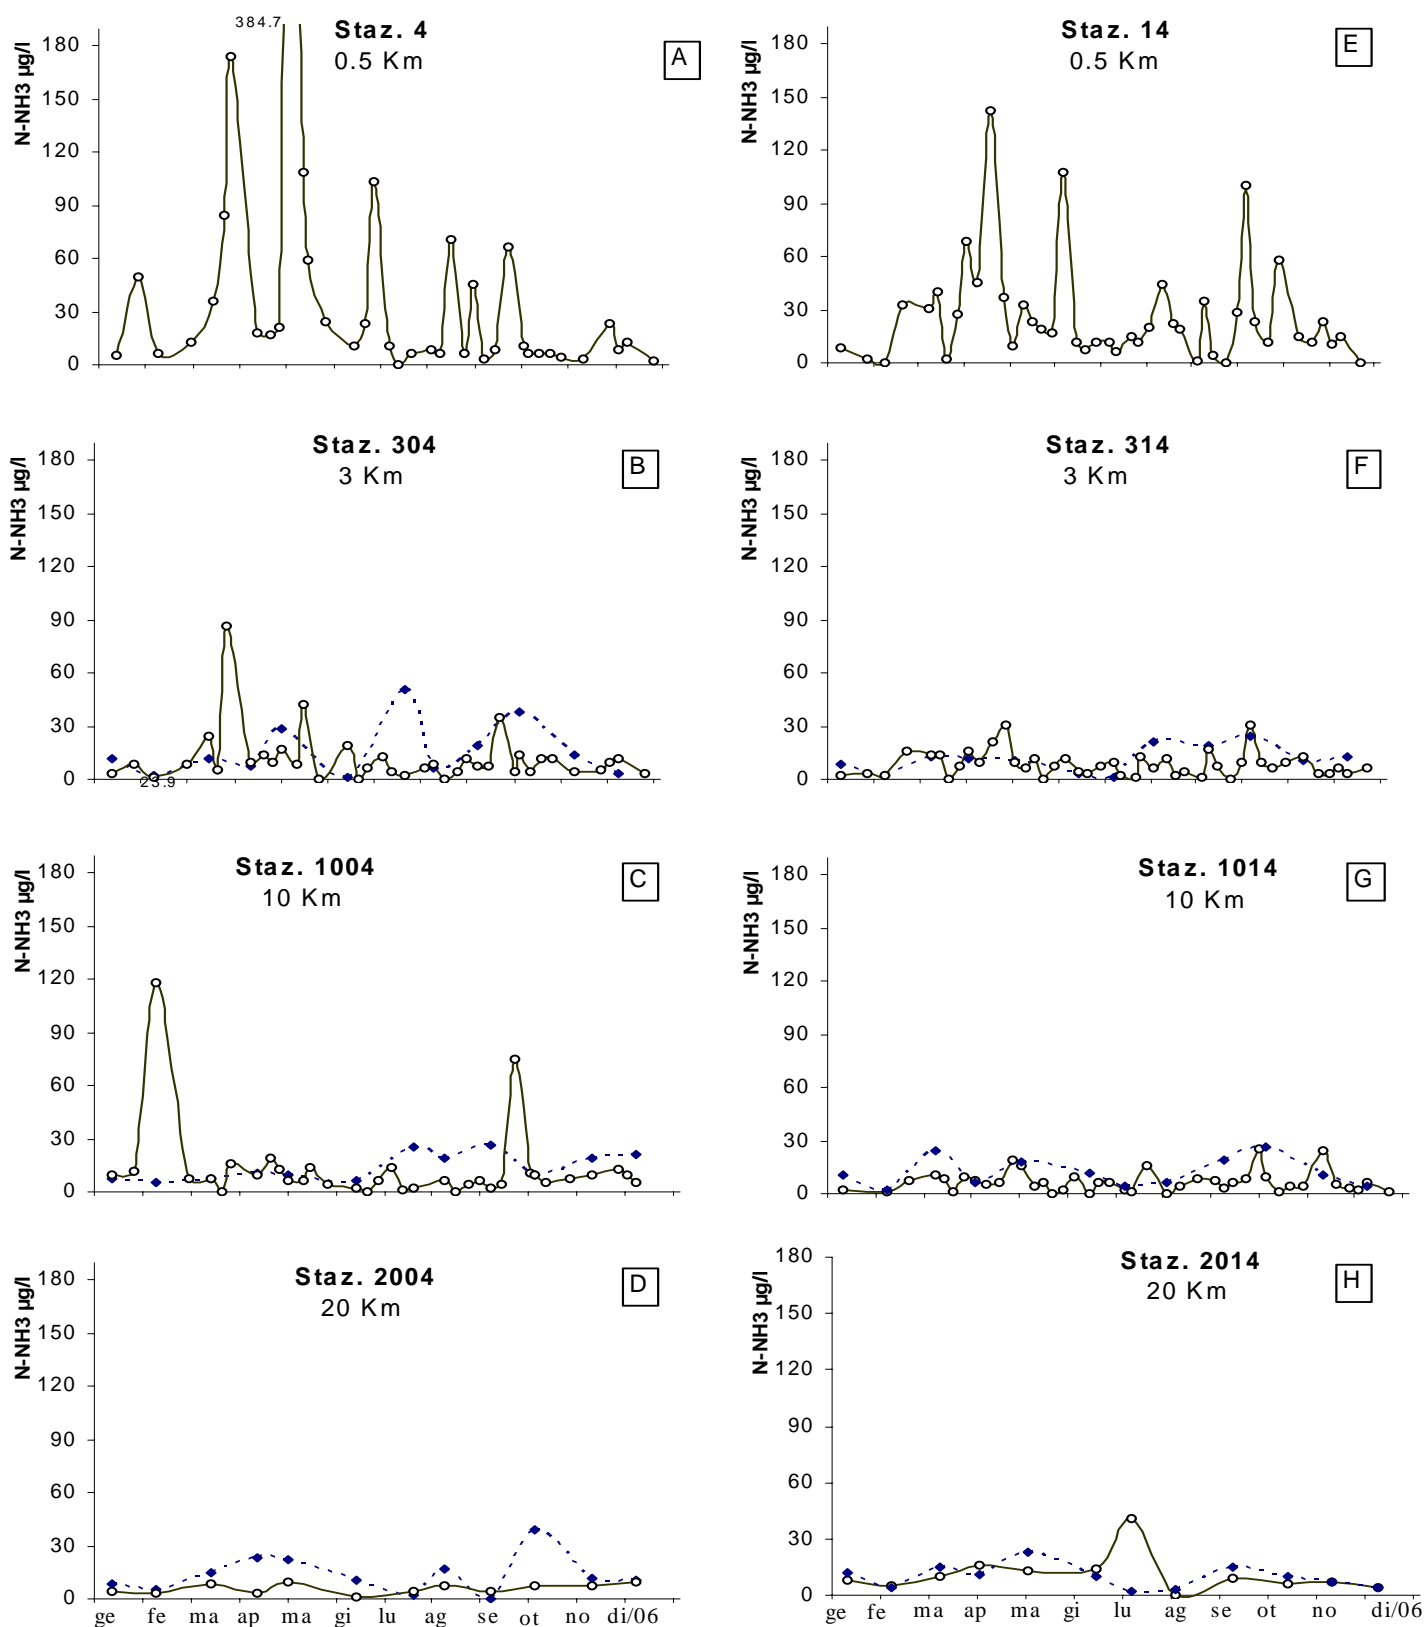 384.7
Staz. 4
0.5 Km
A
N-NH3 µg/l
180
150
120
90
60
30
0
Staz. 14
0.5 Km
E
N-NH3 µg/l
180
150
120
90
60
30
0
Staz. 304
3 Km
B
N-NH3 µg/l
180
150
120
90
60
30
0
23.9
Staz. 314
3 Km
F
N-NH3 µg/l
180
150
120
90
60
30
0
Staz. 1004
10 Km
C
N-NH3 µg/l
180
150
120
90
60
30
0
Staz. 1014
10 Km
G
N-NH3 µg/l
180
150
120
90
60
30
0
Staz. 2004
20 Km
D
N-NH3 µg/l
180
150
120
90
60
30
0
ge fe ma ap ma gi lu ag se ot no di/06
Staz. 2014
20 Km
H
N-NH3 µg/l
180
150
120
90
60
30
0
ge fe ma ap ma gi lu ag se ot no di/06